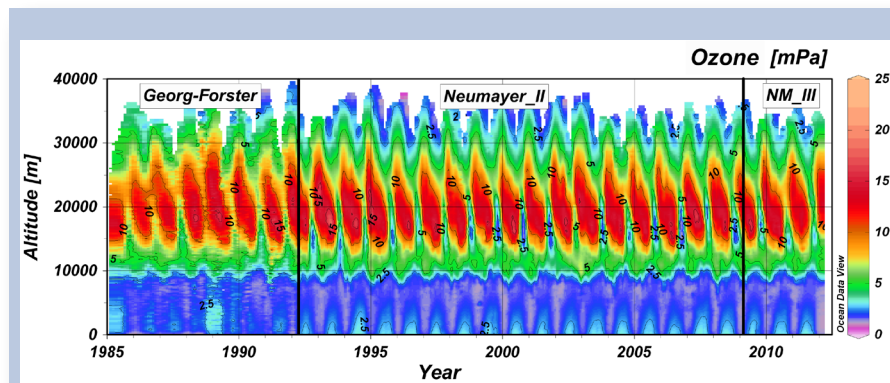 Ozone [mPa]
Georg-Forster
Neumayer_II
NM_III
40000
30000
20000
10000
0
Altitude [m]
1985
1990
1995
2000
2005
2010
Year
25
20
15
10
5
0
Ocean Data View